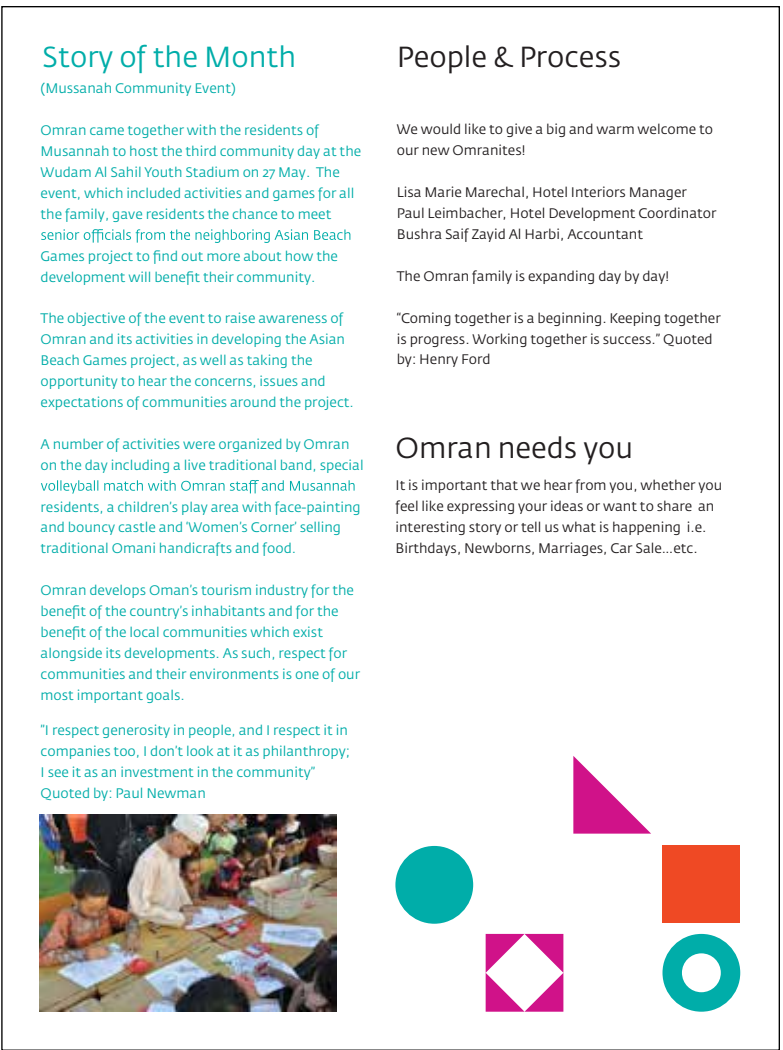 Story of the Month
(Mussanah Community Event)
Omran came together with the residents of
Musannah to host the third community day at the
Wudam Al Sahil Youth Stadium on 27 May.  The
event, which included activities and games for all
the family, gave residents the chance to meet
senior officials from the neighboring Asian Beach
Games project to find out more about how the
development will benefit their community.
The objective of the event to raise awareness of
Omran and its activities in developing the Asian
Beach Games project, as well as taking the
opportunity to hear the concerns, issues and
expectations of communities around the project.
A number of activities were organized by Omran
on the day including a live traditional band, special
volleyball match with Omran staff and Musannah
residents, a children's play area with face-painting
and bouncy castle and 'Women's Corner' selling
traditional Omani handicrafts and food.
Omran develops Oman's tourism industry for the
benefit of the country's inhabitants and for the
benefit of the local communities which exist
alongside its developments. As such, respect for
communities and their environments is one of our
most important goals.
"I respect generosity in people, and I respect it in
companies too, I don't look at it as philanthropy;
I see it as an investment in the community"
Quoted by: Paul Newman
People & Process
We would like to give a big and warm welcome to
our new Omranites!
Lisa Marie Marechal, Hotel Interiors Manager
Paul Leimbacher, Hotel Development Coordinator
Bushra Saif Zayid Al Harbi, Accountant
The Omran family is expanding day by day!
"Coming together is a beginning. Keeping together
is progress. Working together is success." Quoted
by: Henry Ford
Omran needs you
It is important that we hear from you, whether you
feel like expressing your ideas or want to share  an
interesting story or tell us what is happening  i.e.
Birthdays, Newborns, Marriages, Car Sale...etc.